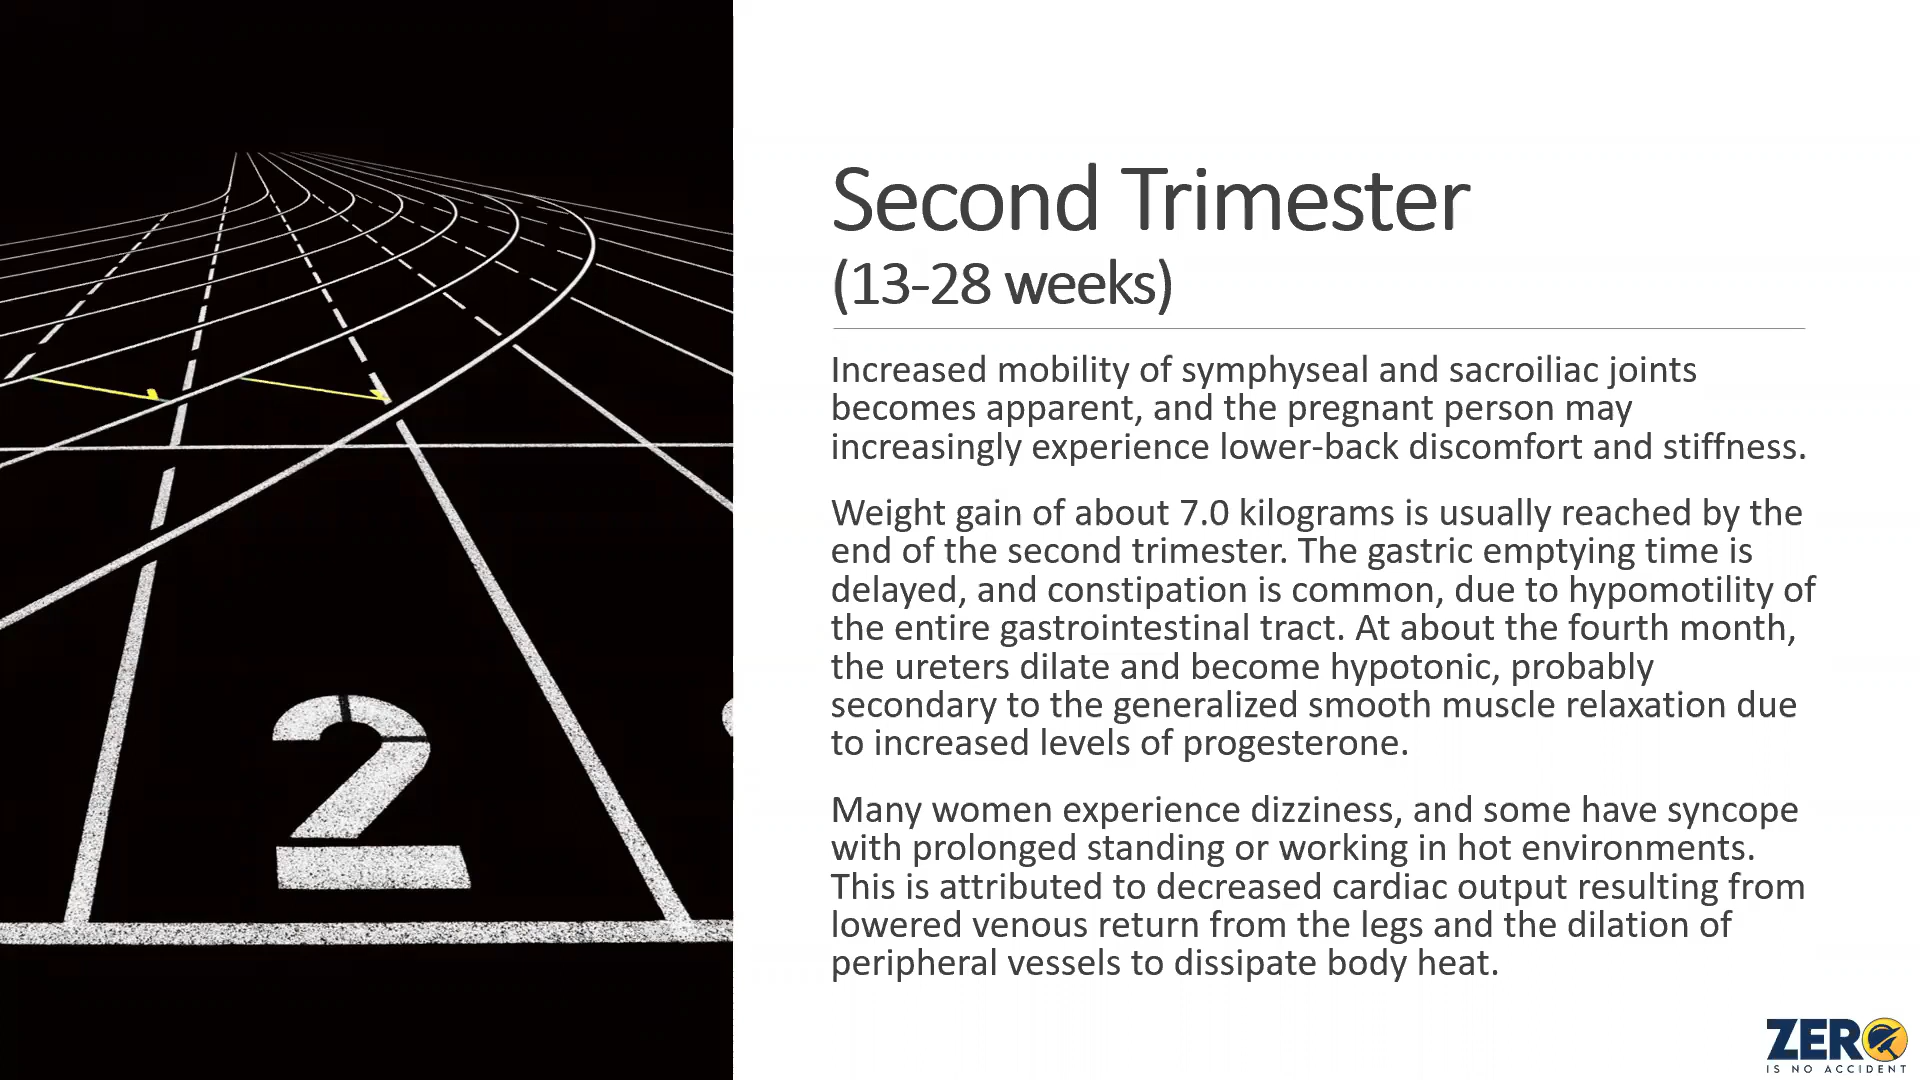 Second Trimester
(13-28 weeks)
Increased mobility of symphyseal and sacroiliac joints
becomes apparent, and the pregnant person may
increasingly experience lower-back discomfort and stiffness.
Weight gain of about 7.0 kilograms is usually reached by the
end of the second trimester. The gastric emptying time is
delayed, and constipation is common, due to hypomotility of
the entire gastrointestinal tract. At about the fourth month,
the ureters dilate and become hypotonic, probably
secondary to the generalized smooth muscle relaxation due
to increased levels of progesterone.
Many women experience dizziness, and some have syncope
with prolonged standing or working in hot environments.
This is attributed to decreased cardiac output resulting from
lowered venous return from the legs and the dilation of
peripheral vessels to dissipate body heat.
2
ZERO
IS NO ACCIDENT